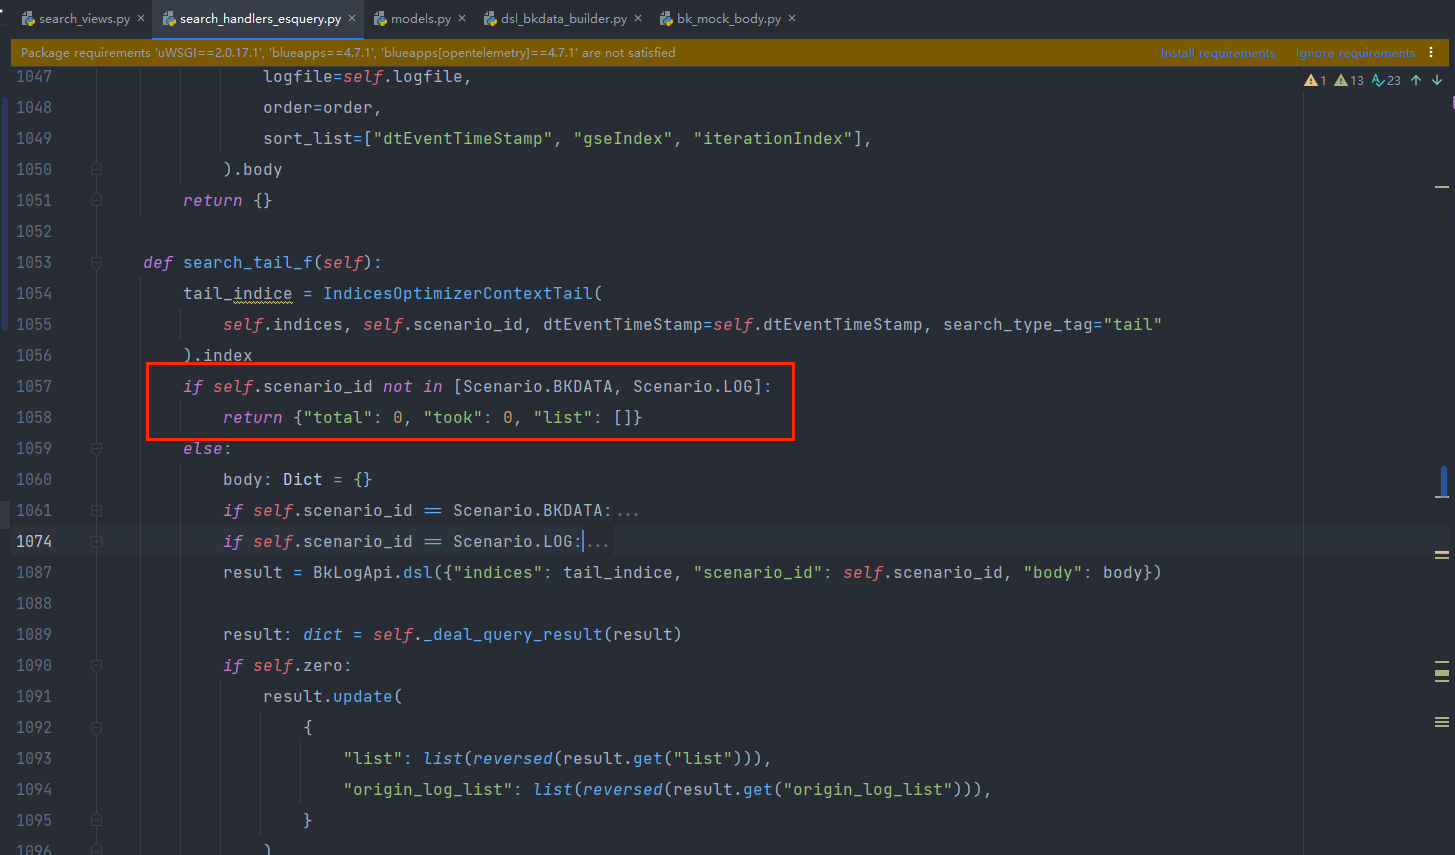 search_views.py × search_handlers_esquery.py × models.py × dsl_bkdata_builder.py × bk_mock_body.py ×
Package requirements 'uWSGI==2.0.17.1', 'blueapps==4.7.1', 'blueapps[opentelemetry]==4.7.1' are not satisfied Install requirements Ignore requirements
1 13 23
1047 logfile=self.logfile,
1048 order=order,
1049 sort_list=["dtEventTimeStamp", "gseIndex", "iterationIndex"],
1050 ).body
1051 return {}
1052
1053 def search_tail_f(self):
1054 tail_indice = IndicesOptimizerContextTail(
1055 self.indices, self.scenario_id, dtEventTimeStamp=self.dtEventTimeStamp, search_type_tag="tail"
1056 ).index
1057 if self.scenario_id not in [Scenario.BKDATA, Scenario.LOG]:
1058 return {"total": 0, "took": 0, "list": []}
1059 else:
1060 body: Dict = {}
1061 if self.scenario_id == Scenario.BKDATA:...
1074 if self.scenario_id == Scenario.LOG:...
1087 result = BkLogApi.dsl({"indices": tail_indice, "scenario_id": self.scenario_id, "body": body})
1088
1089 result: dict = self._deal_query_result(result)
1090 if self.zero:
1091 result.update(
1092 {
1093 "list": list(reversed(result.get("list"))),
1094 "origin_log_list": list(reversed(result.get("origin_log_list"))),
1095 }
1096 )